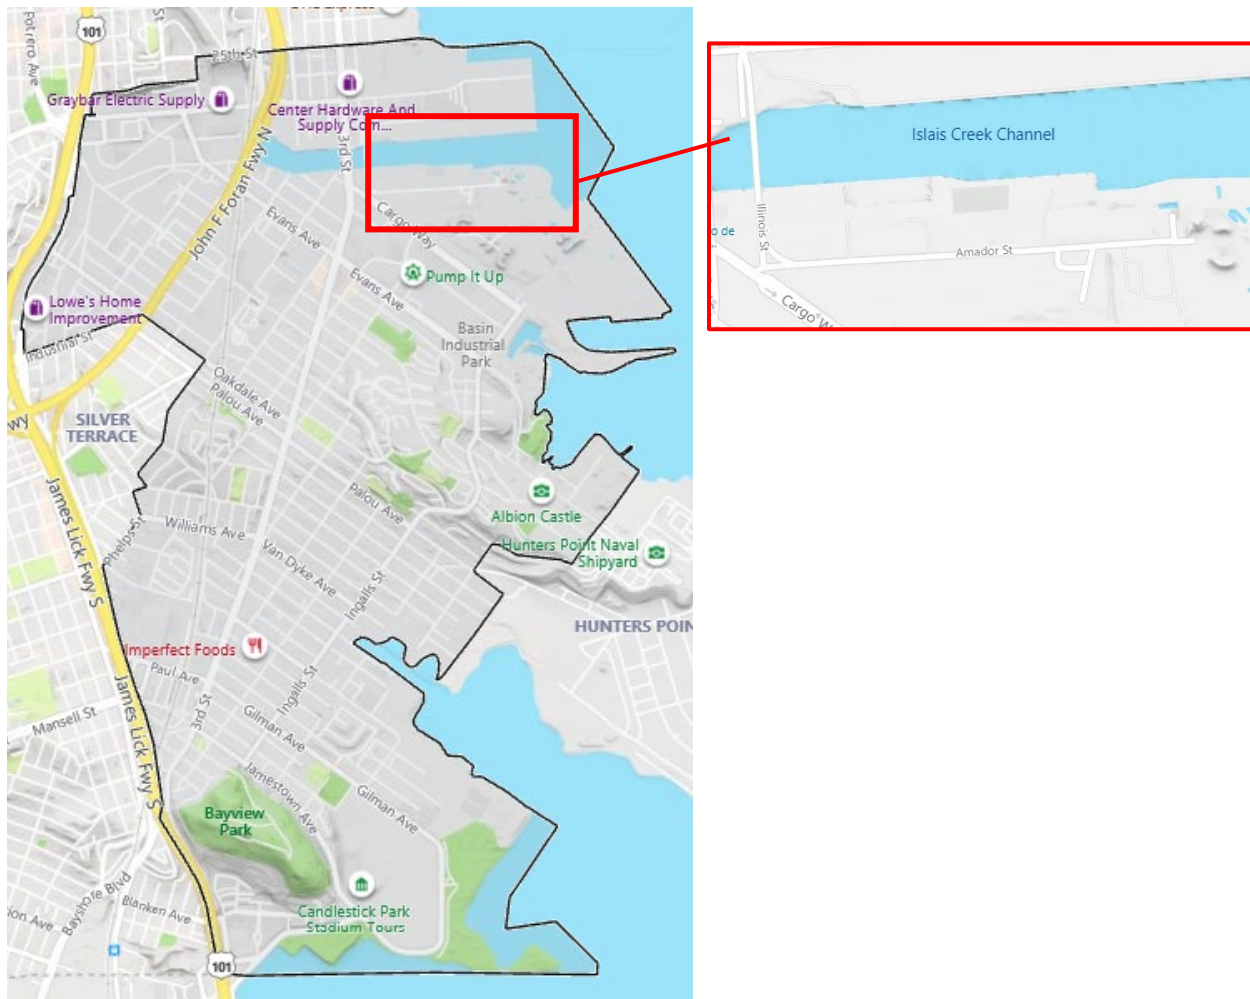 Potrero Ave
101
25th St
Graybar Electric Supply
Center Hardware And
Supply Com...
3rd St
John F Foran Fwy N
Evans Ave
Cargo Way
Pump It Up
Evans Ave
Lowe's Home
Improvement
Industrial St
Basin
Industrial
Park
Oakdale Ave
Palou Ave
SILVER
TERRACE
James Lick Fwy S
Palou Ave
Albion Castle
Williams Ave
Phelps St
Van Dyke Ave
Hunters Point Naval
Shipyard
Ingalls St
HUNTERS POIN
Imperfect Foods
Paul Ave
James Lick Fwy S
Ingalls St
3rd St
Mansell St
Gilman Ave
Jamestown Ave
Gilman Ave
Bayview
Park
Bayshore Blvd
Blanken Ave
Candlestick Park
Stadium Tours
101
Islais Creek Channel
Illinois St
o de
Amador St
Cargo W